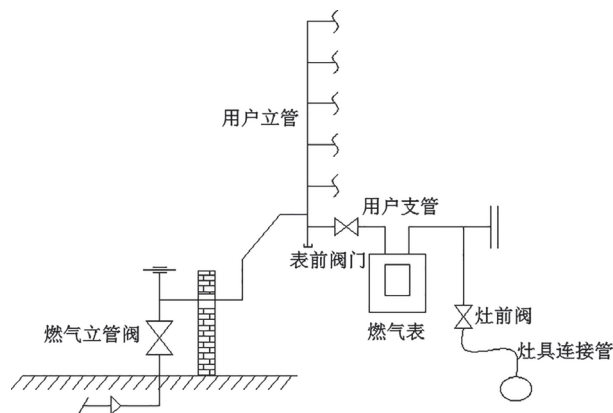 用户立管
用户支管
表前阀门
燃气立管阀
燃气表
灶前阀
灶具连接管